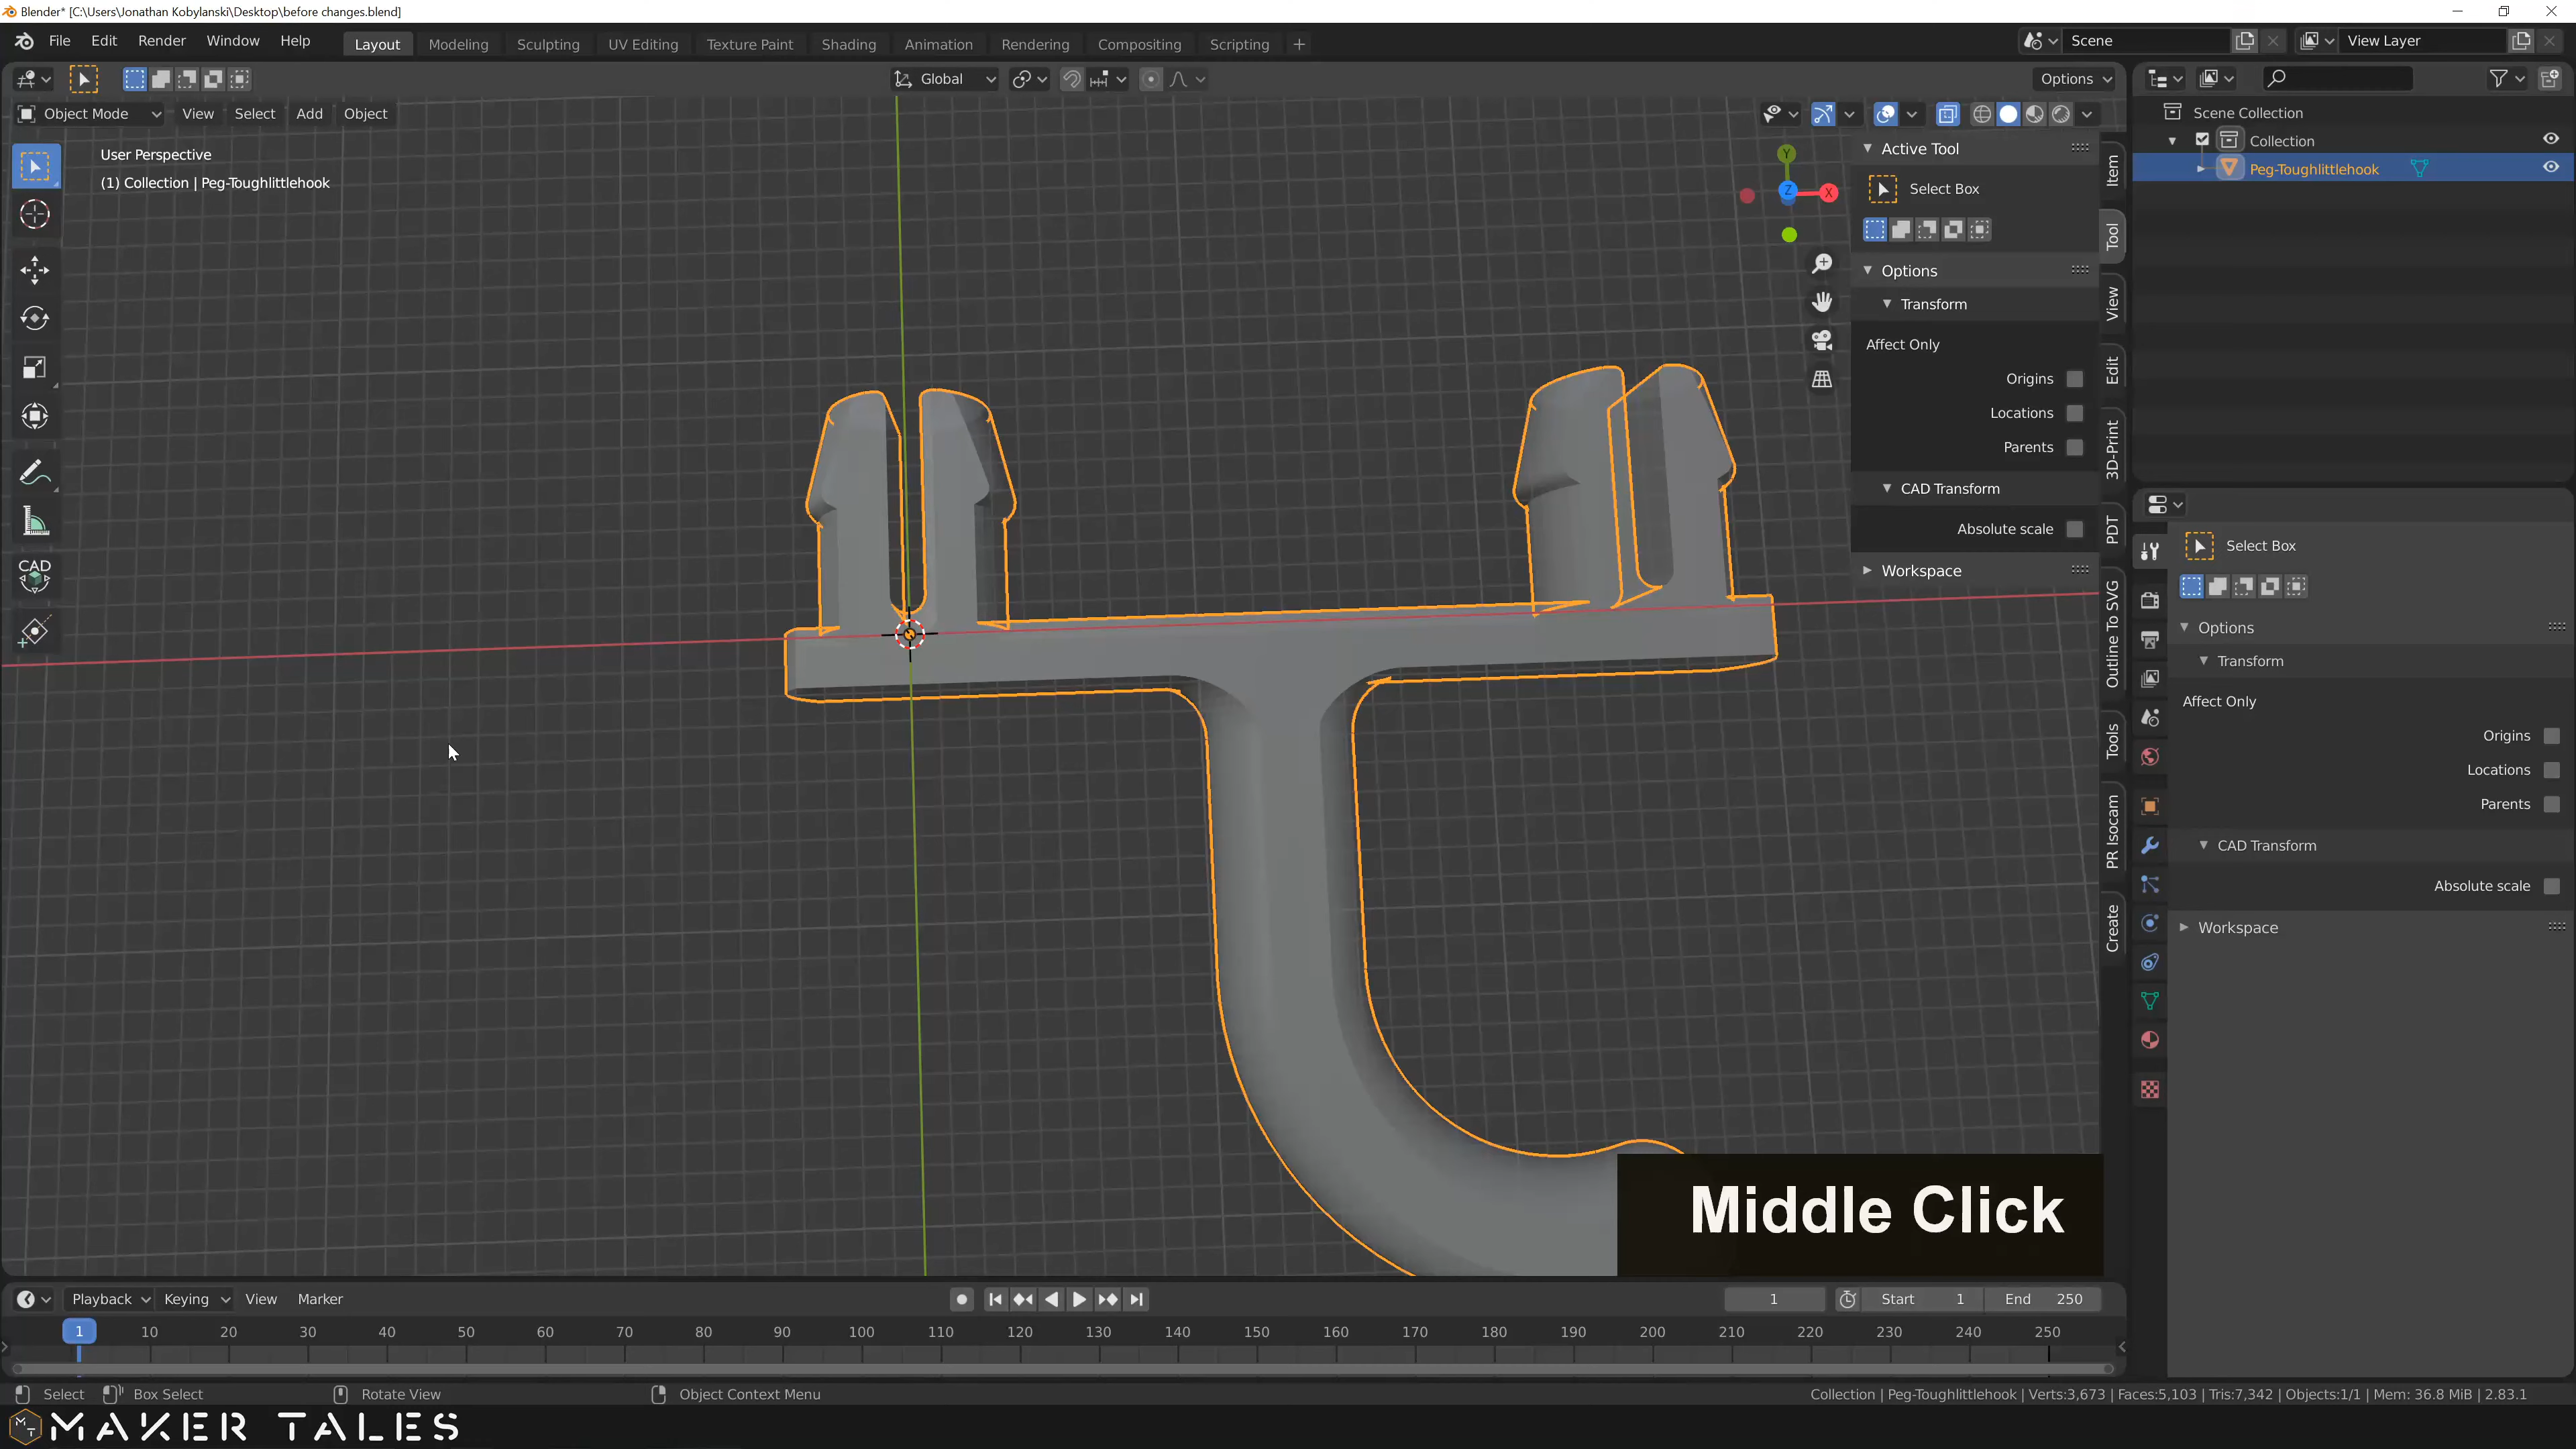 Blender* [C:\Users\Jonathan Kobylanski\Desktop\before changes.blend]
File Edit Render Window Help
Layout Modeling Sculpting UV Editing Texture Paint Shading Animation Rendering Compositing Scripting +
Scene
View Layer
Global
Options
Object Mode View Select Add Object
User Perspective
(1) Collection | Peg-Toughlittlehook
Y
Z
X
Active Tool
Select Box
Options
Transform
Affect Only
Origins
Locations
Parents
CAD Transform
Absolute scale
Workspace
Item
Tool
View
Edit
3D-Print
PDT
Outline To SVG
Tools
PR Isocam
Create
CAD
Scene Collection
Collection
Peg-Toughlittlehook
Select Box
Options
Transform
Affect Only
Origins
Locations
Parents
CAD Transform
Absolute scale
Workspace
Middle Click
Playback Keying View Marker
1 Start 1 End 250
1 10 20 30 40 50 60 70 80 90 100 110 120 130 140 150 160 170 180 190 200 210 220 230 240 250
Select Box Select Rotate View Object Context Menu
Collection | Peg-Toughlittlehook | Verts:3,673 | Faces:5,103 | Tris:7,342 | Objects:1/1 | Mem: 36.8 MiB | 2.83.1
MT MAKER TALES